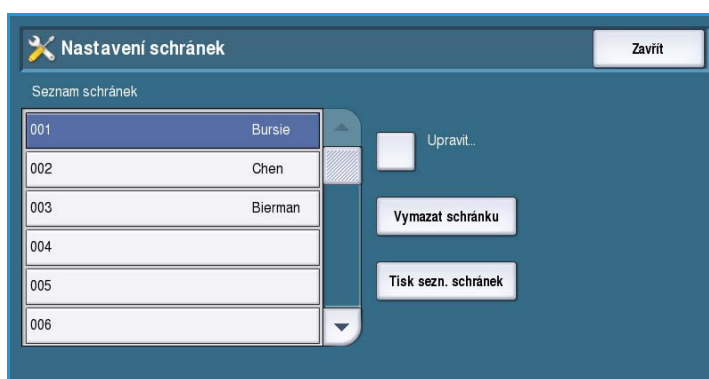 Nastavení schránek
Zavřít
Seznam schránek
001 Bursie
Upravit...
002 Chen
003 Bierman
Vymazat schránku
004
005
Tisk sezn. schránek
006